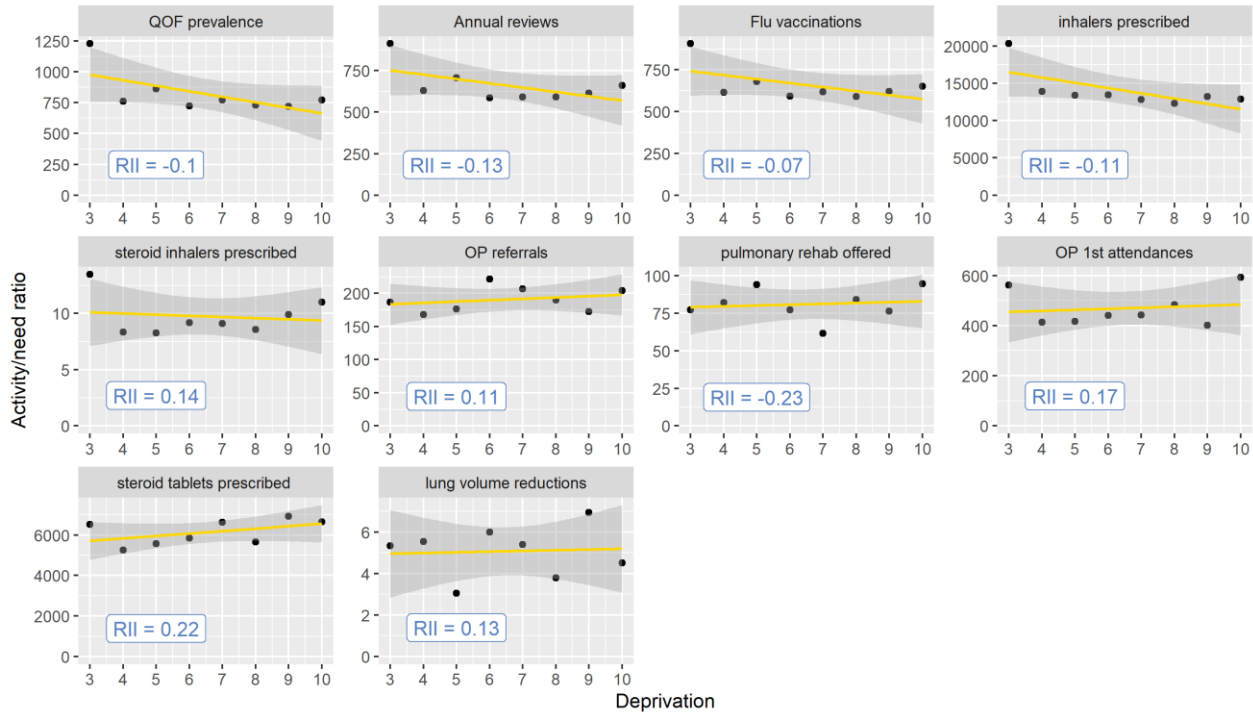 QOF prevalence
1250
1000
750
500
250
0
RII = -0.1
3 4 5 6 7 8 9 10
Annual reviews
750
500
250
0
RII = -0.13
3 4 5 6 7 8 9 10
Flu vaccinations
750
500
250
0
RII = -0.07
3 4 5 6 7 8 9 10
inhalers prescribed
20000
15000
10000
5000
0
RII = -0.11
3 4 5 6 7 8 9 10
Activity/need ratio
steroid inhalers prescribed
10
5
0
RII = 0.14
3 4 5 6 7 8 9 10
OP referrals
200
150
100
50
0
RII = 0.11
3 4 5 6 7 8 9 10
pulmonary rehab offered
100
75
50
25
0
RII = -0.23
3 4 5 6 7 8 9 10
OP 1st attendances
600
400
200
0
RII = 0.17
3 4 5 6 7 8 9 10
steroid tablets prescribed
6000
4000
2000
0
RII = 0.22
3 4 5 6 7 8 9 10
lung volume reductions
6
4
2
0
RII = 0.13
3 4 5 6 7 8 9 10
Deprivation